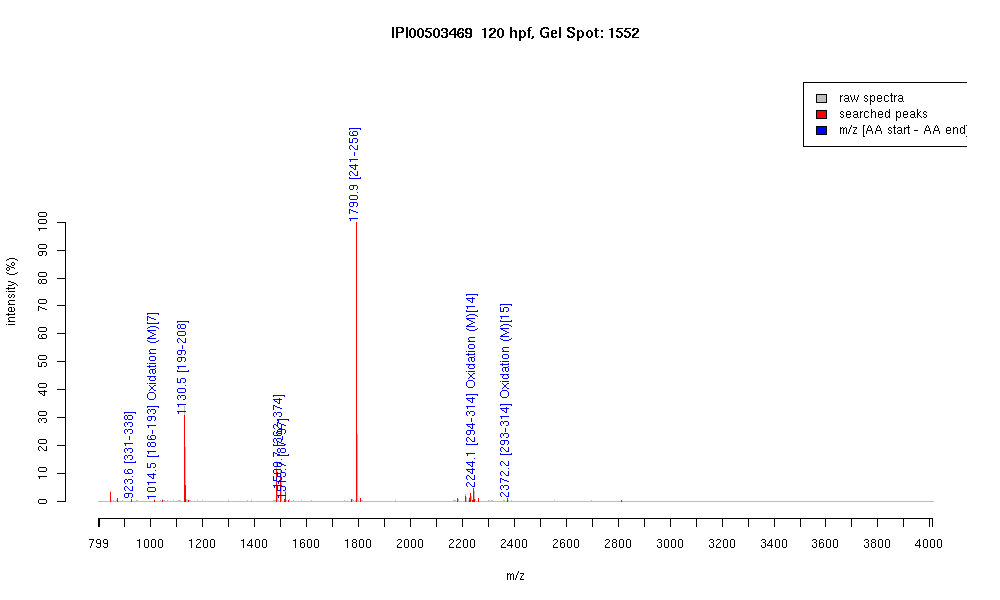 IPI00503469 120 hpf, Gel Spot: 1552
raw spectra
searched peaks
m/z [AA start - AA end]
1790.9 [241-256]
2244.1 [294-314] Oxidation (M)[14]
2372.2 [293-314] Oxidation (M)[15]
1014.5 [186-193] Oxidation (M)[7]
1130.5 [199-208]
923.6 [331-338]
intensity (%)
0 10 20 30 40 50 60 70 80 90 100
799 1000 1200 1400 1600 1800 2000 2200 2400 2600 2800 3000 3200 3400 3600 3800 4000
m/z